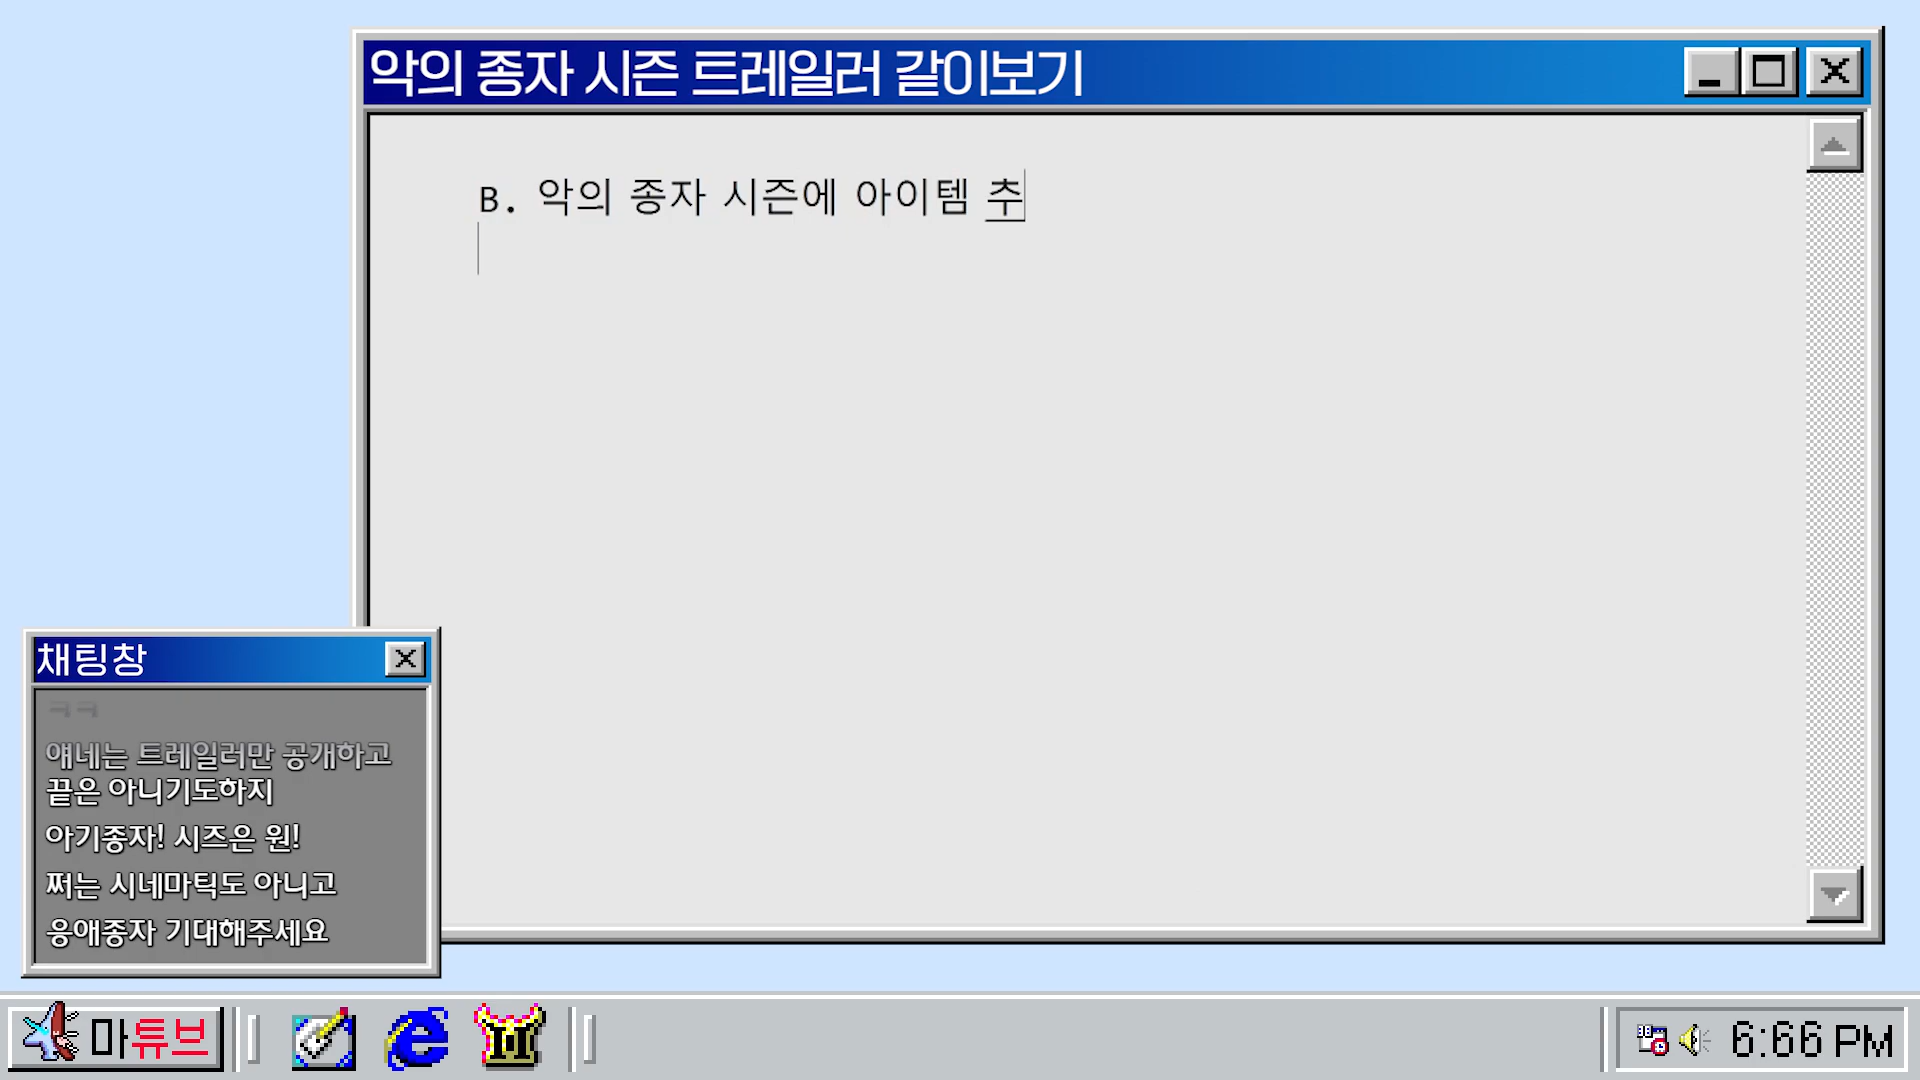 악의 종자 시즌 트레일러 같이보기
B. 악의 종자 시즌에 아이템 추
채팅창
ㅋㅋ
얘네는 트레일러만 공개하고
끝은 아니기도하지
아기종자! 시즈은 원!
쩌는 시네마틱도 아니고
응애종자 기대해주세요
마튜브
6:66 PM